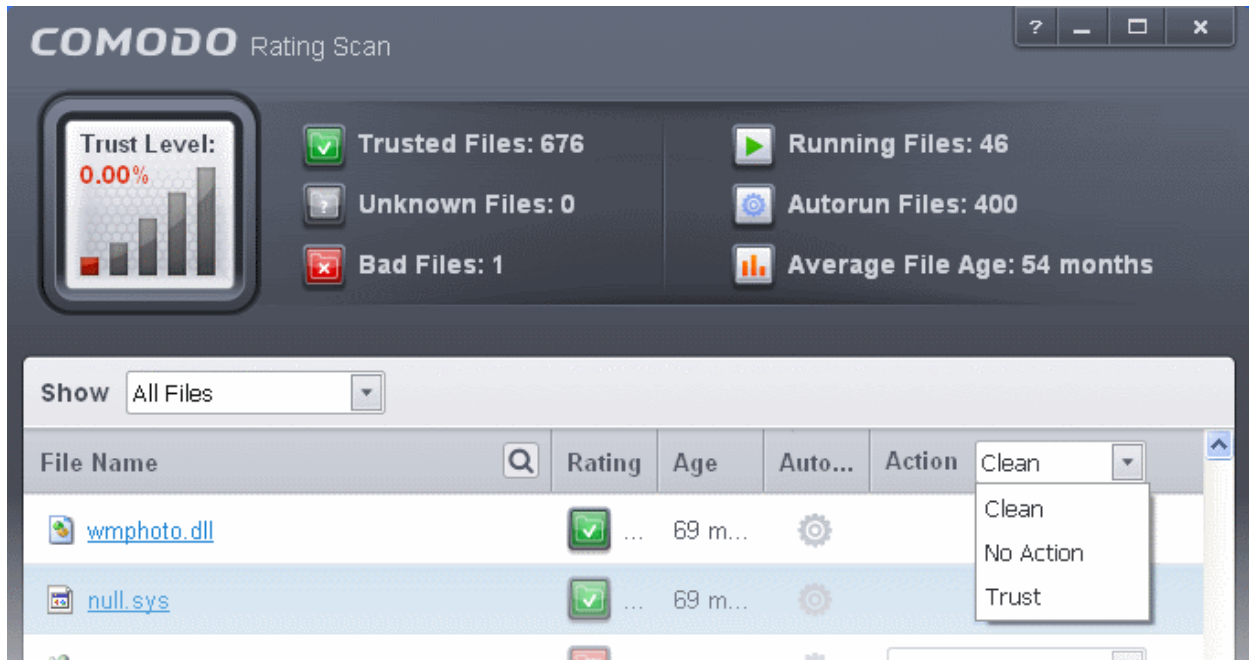 COMODO Rating Scan
?
Trust Level:
0.00%
Trusted Files: 676
Unknown Files: 0
Bad Files: 1
Running Files: 46
Autorun Files: 400
Average File Age: 54 months
Show All Files
File Name Rating Age Auto... Action Clean
Clean
No Action
Trust
wmphoto.dll ... 69 m...
null.sys ... 69 m...